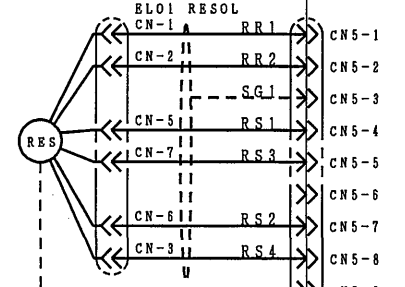 EL01 RESOL
CN-1 RR1 CN5-1
CN-2 RR2 CN5-2
SG1 CN5-3
CN-5 RS1 CN5-4
RES
CN-7 RS3 CN5-5
CN5-6
CN-6 RS2 CN5-7
CN-3 RS4 CN5-8